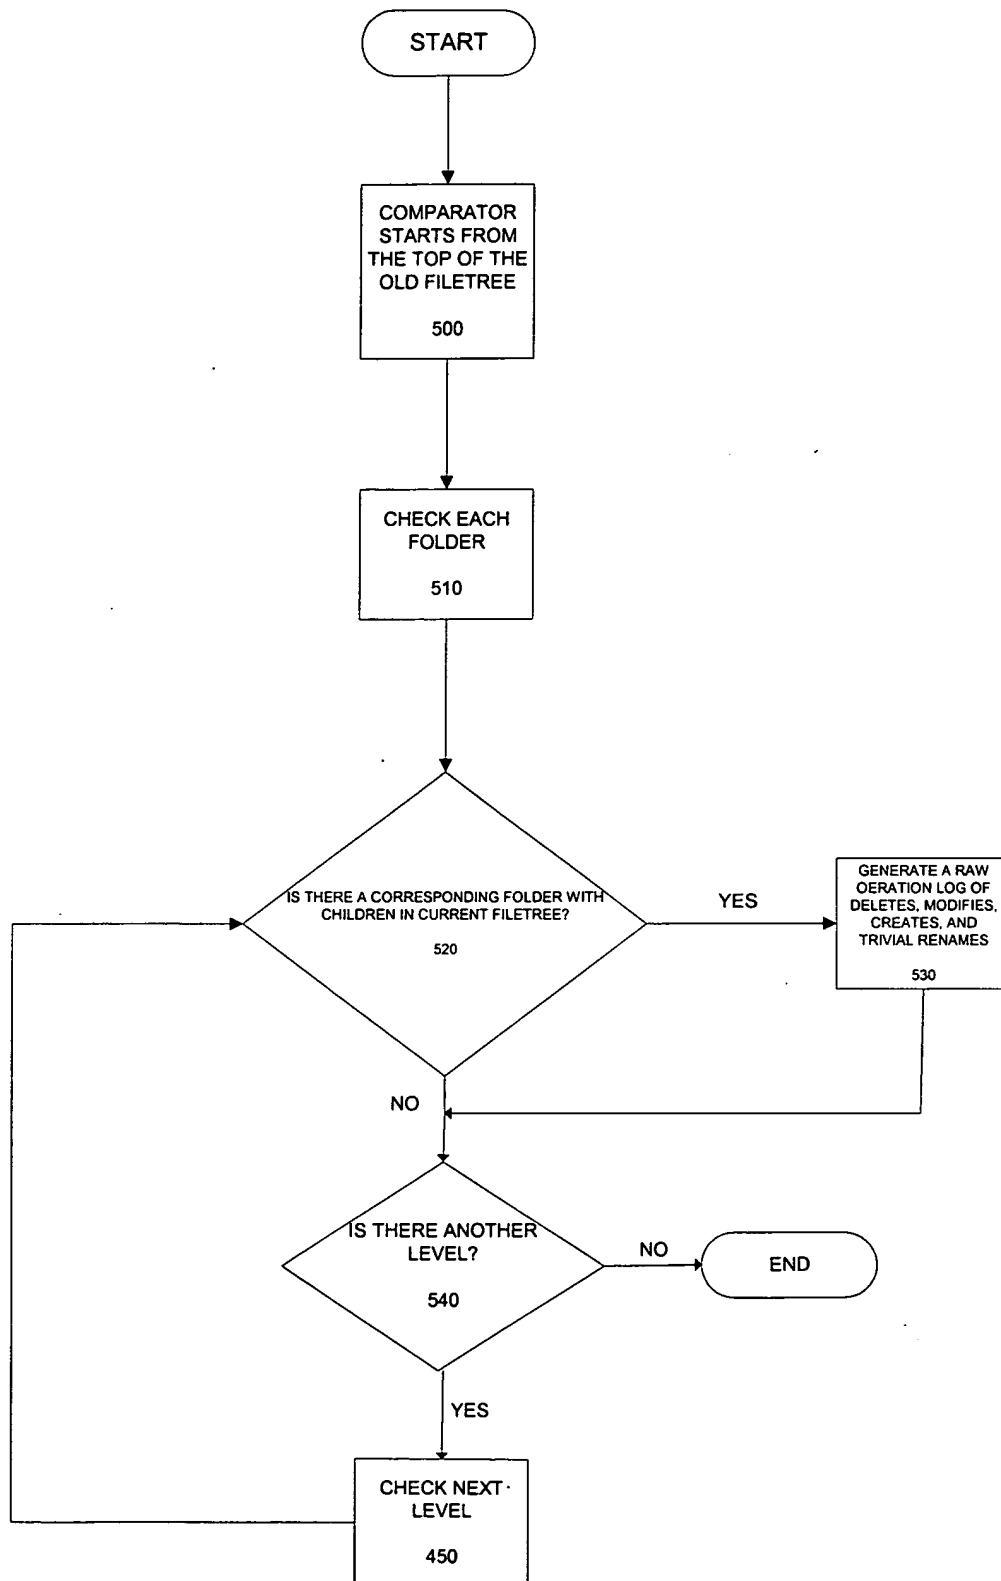 START
COMPARATOR
STARTS FROM
THE TOP OF THE
OLD FILETREE
500
CHECK EACH
FOLDER
510
IS THERE A CORRESPONDING FOLDER WITH
CHILDREN IN CURRENT FILETREE?
520
YES
GENERATE A RAW
OERATION LOG OF
DELETES, MODIFIES,
CREATES, AND
TRIVIAL RENAMES
530
NO
IS THERE ANOTHER
LEVEL?
540
NO
END
YES
CHECK NEXT
LEVEL
450